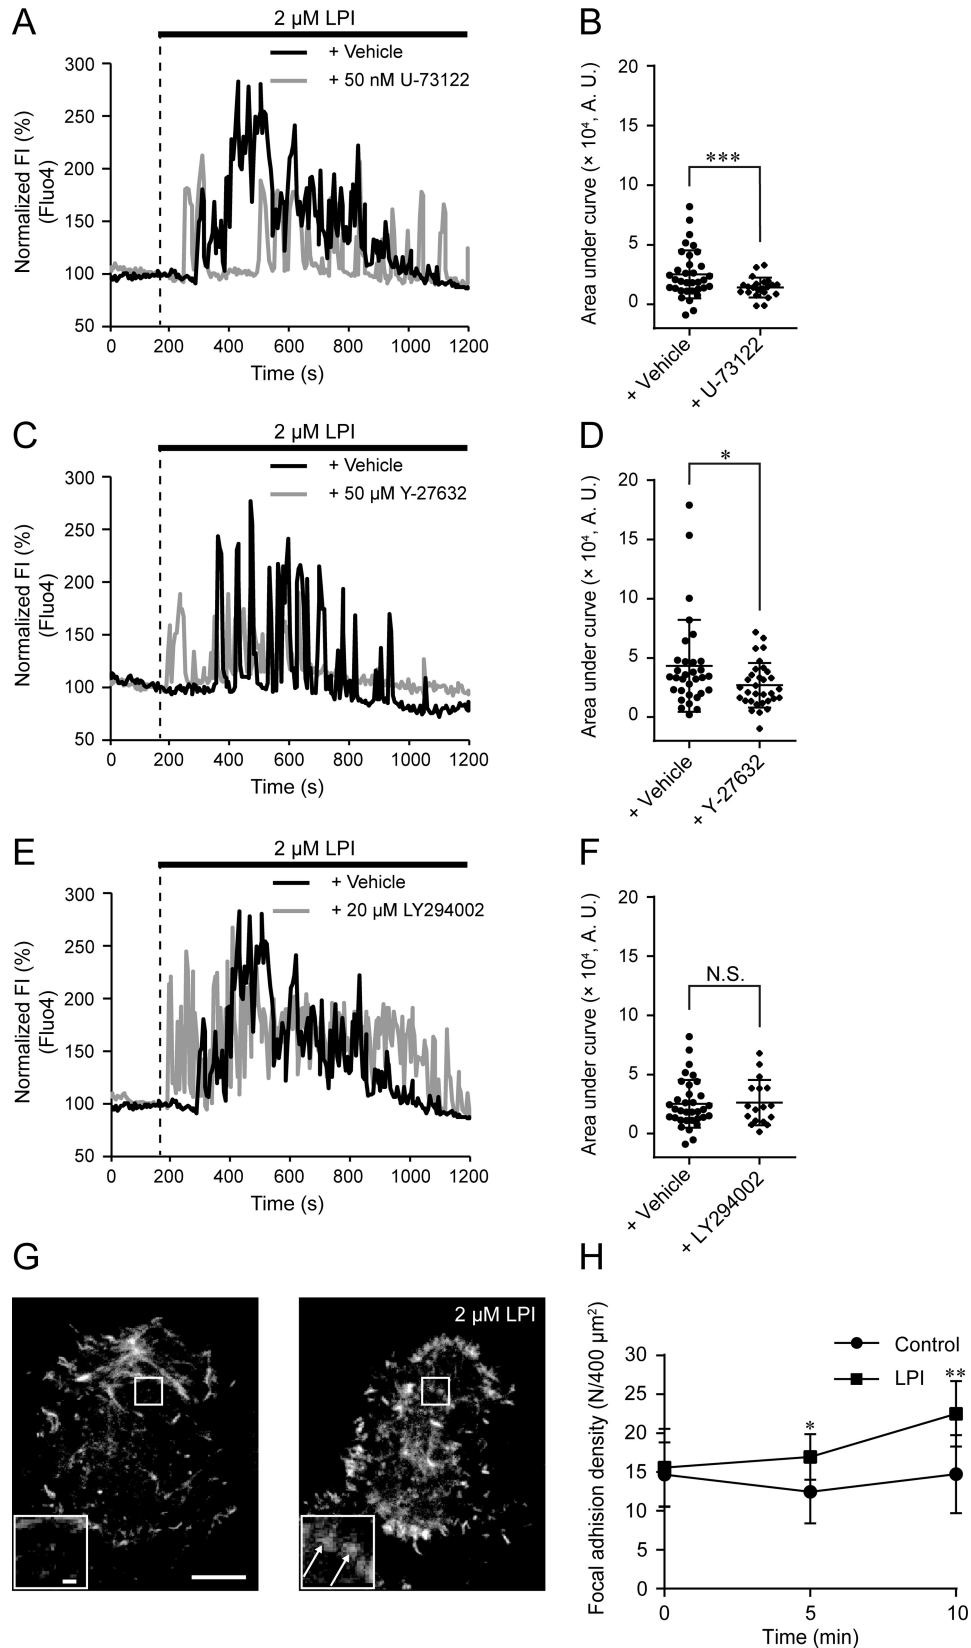 A
2 μM LPI
+ Vehicle
+ 50 nM U-73122
Normalized FI (%)
(Fluo4)
300
250
200
150
100
50
0
200
400
600
800
1000
1200
Time (s)
B
Area under curve (× 10⁴, A. U.)
20
15
10
5
0
***
+ Vehicle
+ U-73122
C
2 μM LPI
+ Vehicle
+ 50 μM Y-27632
Normalized FI (%)
(Fluo4)
300
250
200
150
100
50
0
200
400
600
800
1000
1200
Time (s)
D
Area under curve (× 10⁴, A. U.)
20
15
10
5
0
*
+ Vehicle
+ Y-27632
E
2 μM LPI
+ Vehicle
+ 20 μM LY294002
Normalized FI (%)
(Fluo4)
300
250
200
150
100
50
0
200
400
600
800
1000
1200
Time (s)
F
Area under curve (× 10⁴, A. U.)
20
15
10
5
0
N.S.
+ Vehicle
+ LY294002
G
2 μM LPI
H
Focal adhision density (N/400 μm²)
30
25
20
15
10
5
0
Control
LPI
*
**
0
5
10
Time (min)